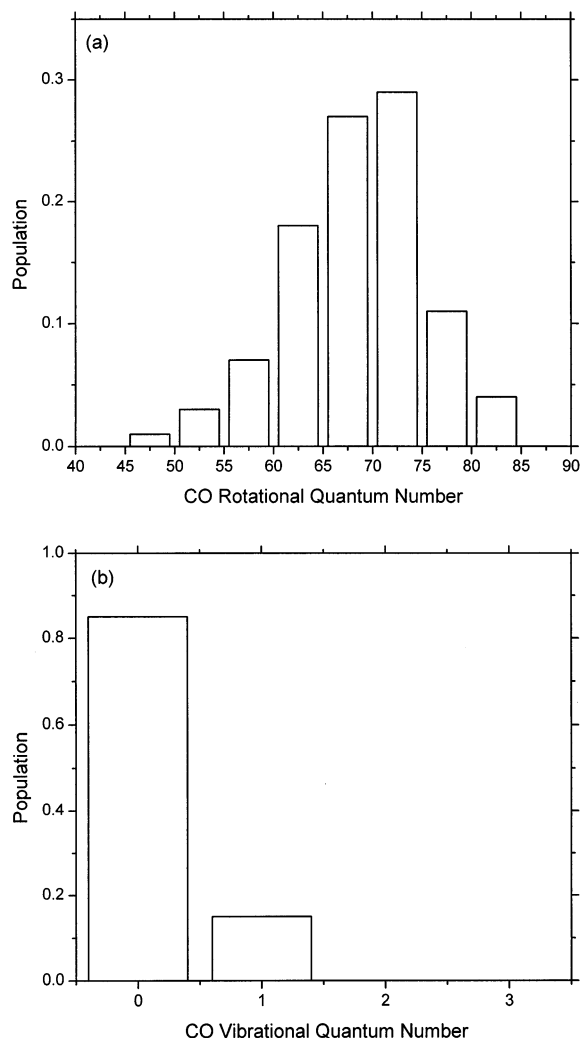 (a)
0.3
0.2
0.1
0.0
Population
40 45 50 55 60 65 70 75 80 85 90
CO Rotational Quantum Number
(b)
1.0
0.8
0.6
0.4
0.2
0.0
Population
0 1 2 3
CO Vibrational Quantum Number